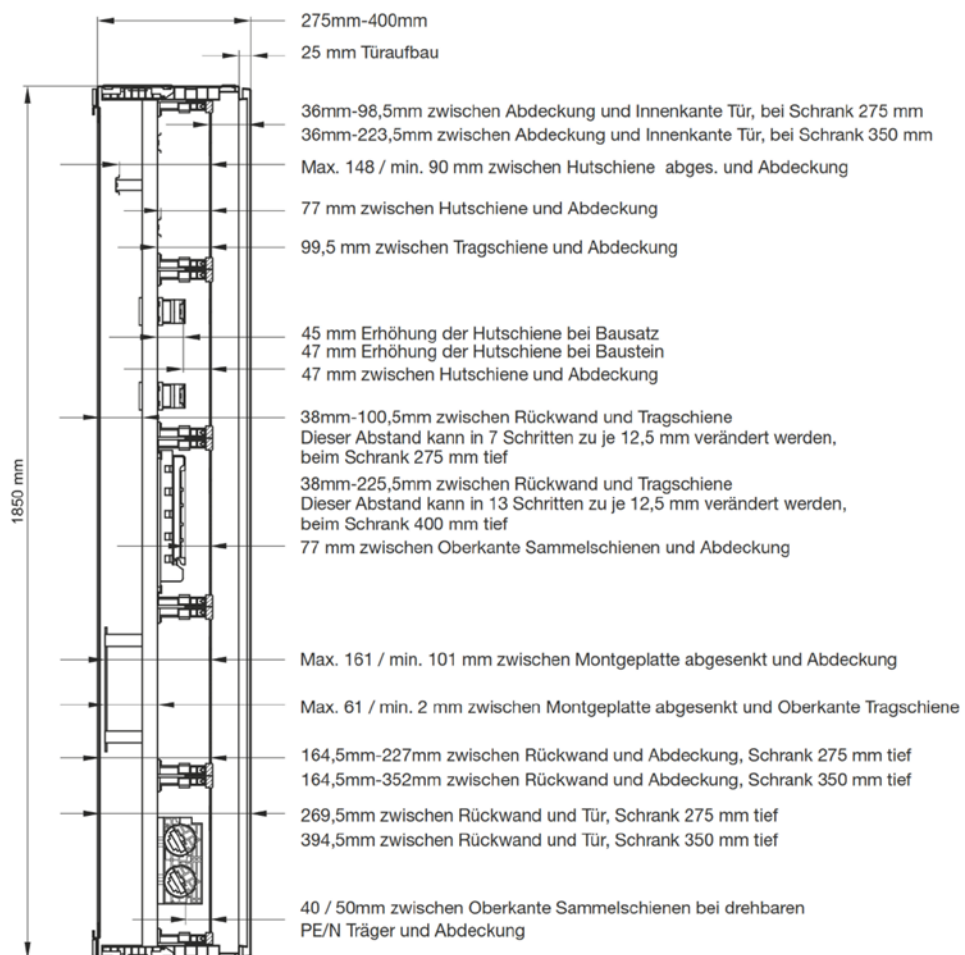 275mm-400mm
25 mm Türaufbau
36mm-98,5mm zwischen Abdeckung und Innenkante Tür, bei Schrank 275 mm
36mm-223,5mm zwischen Abdeckung und Innenkante Tür, bei Schrank 350 mm
Max. 148 / min. 90 mm zwischen Hutschiene abges. und Abdeckung
77 mm zwischen Hutschiene und Abdeckung
99,5 mm zwischen Tragschiene und Abdeckung
45 mm Erhöhung der Hutschiene bei Bausatz
47 mm Erhöhung der Hutschiene bei Baustein
47 mm zwischen Hutschiene und Abdeckung
38mm-100,5mm zwischen Rückwand und Tragschiene
Dieser Abstand kann in 7 Schritten zu je 12,5 mm verändert werden,
beim Schrank 275 mm tief
38mm-225,5mm zwischen Rückwand und Tragschiene
Dieser Abstand kann in 13 Schritten zu je 12,5 mm verändert werden,
beim Schrank 400 mm tief
1850 mm
77 mm zwischen Oberkante Sammelschienen und Abdeckung
Max. 161 / min. 101 mm zwischen Montgeplatte abgesenkt und Abdeckung
Max. 61 / min. 2 mm zwischen Montgeplatte abgesenkt und Oberkante Tragschiene
164,5mm-227mm zwischen Rückwand und Abdeckung, Schrank 275 mm tief
164,5mm-352mm zwischen Rückwand und Abdeckung, Schrank 350 mm tief
269,5mm zwischen Rückwand und Tür, Schrank 275 mm tief
394,5mm zwischen Rückwand und Tür, Schrank 350 mm tief
40 / 50mm zwischen Oberkante Sammelschienen bei drehbaren
PE/N Träger und Abdeckung